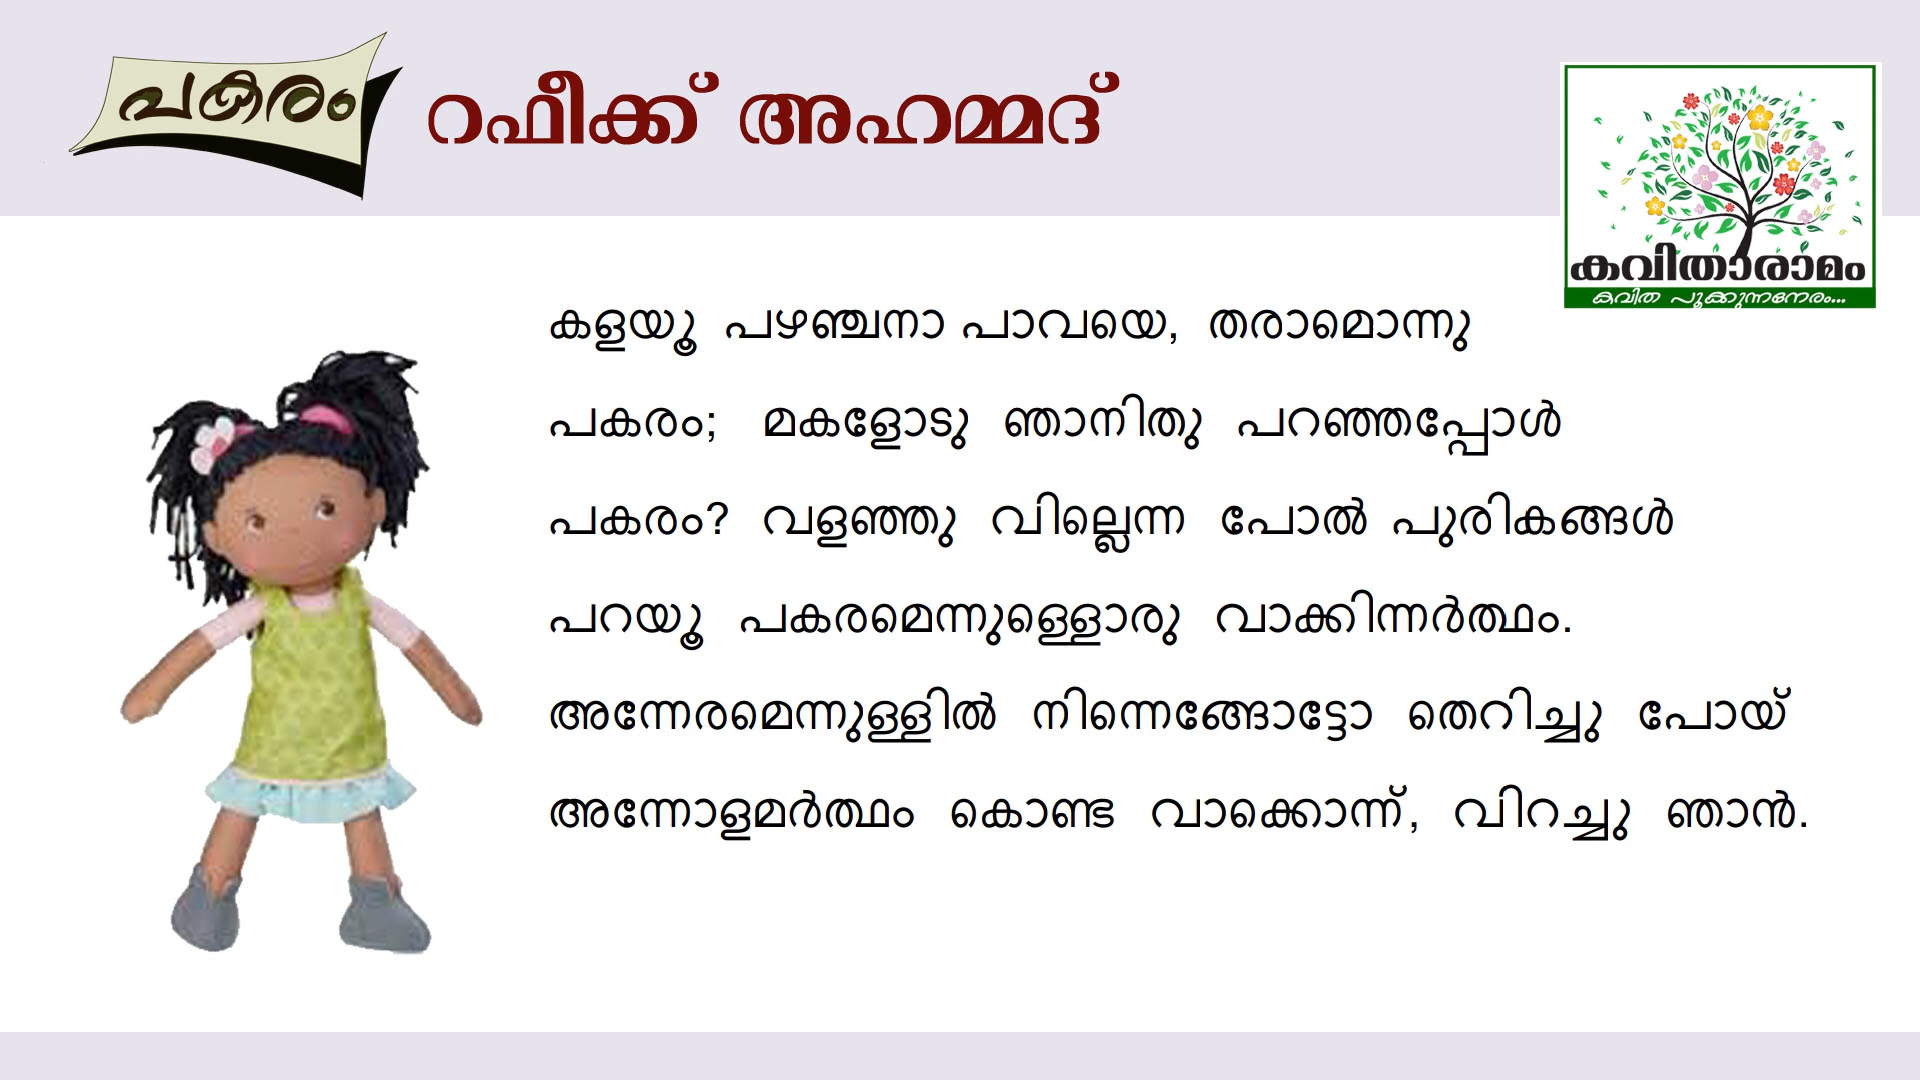 പകരം
റഫീക്ക് അഹമ്മദ്
കവിതാരാമം
കവിത പൂക്കുന്നനേരം...
കളയൂ പഴഞ്ചനാ പാവയെ, തരാമൊന്നു
പകരം; മകളോടു ഞാനിതു പറഞ്ഞപ്പോൾ
പകരം? വളഞ്ഞു വില്ലെന്ന പോൽ പുരികങ്ങൾ
പറയൂ പകരമെന്നുള്ളൊരു വാക്കിന്നർത്ഥം.
അന്നേരമെന്നുള്ളിൽ നിന്നെങ്ങോട്ടോ തെറിച്ചു പോയ്
അന്നോളമർത്ഥം കൊണ്ട വാക്കൊന്ന്, വിറച്ചു ഞാൻ.